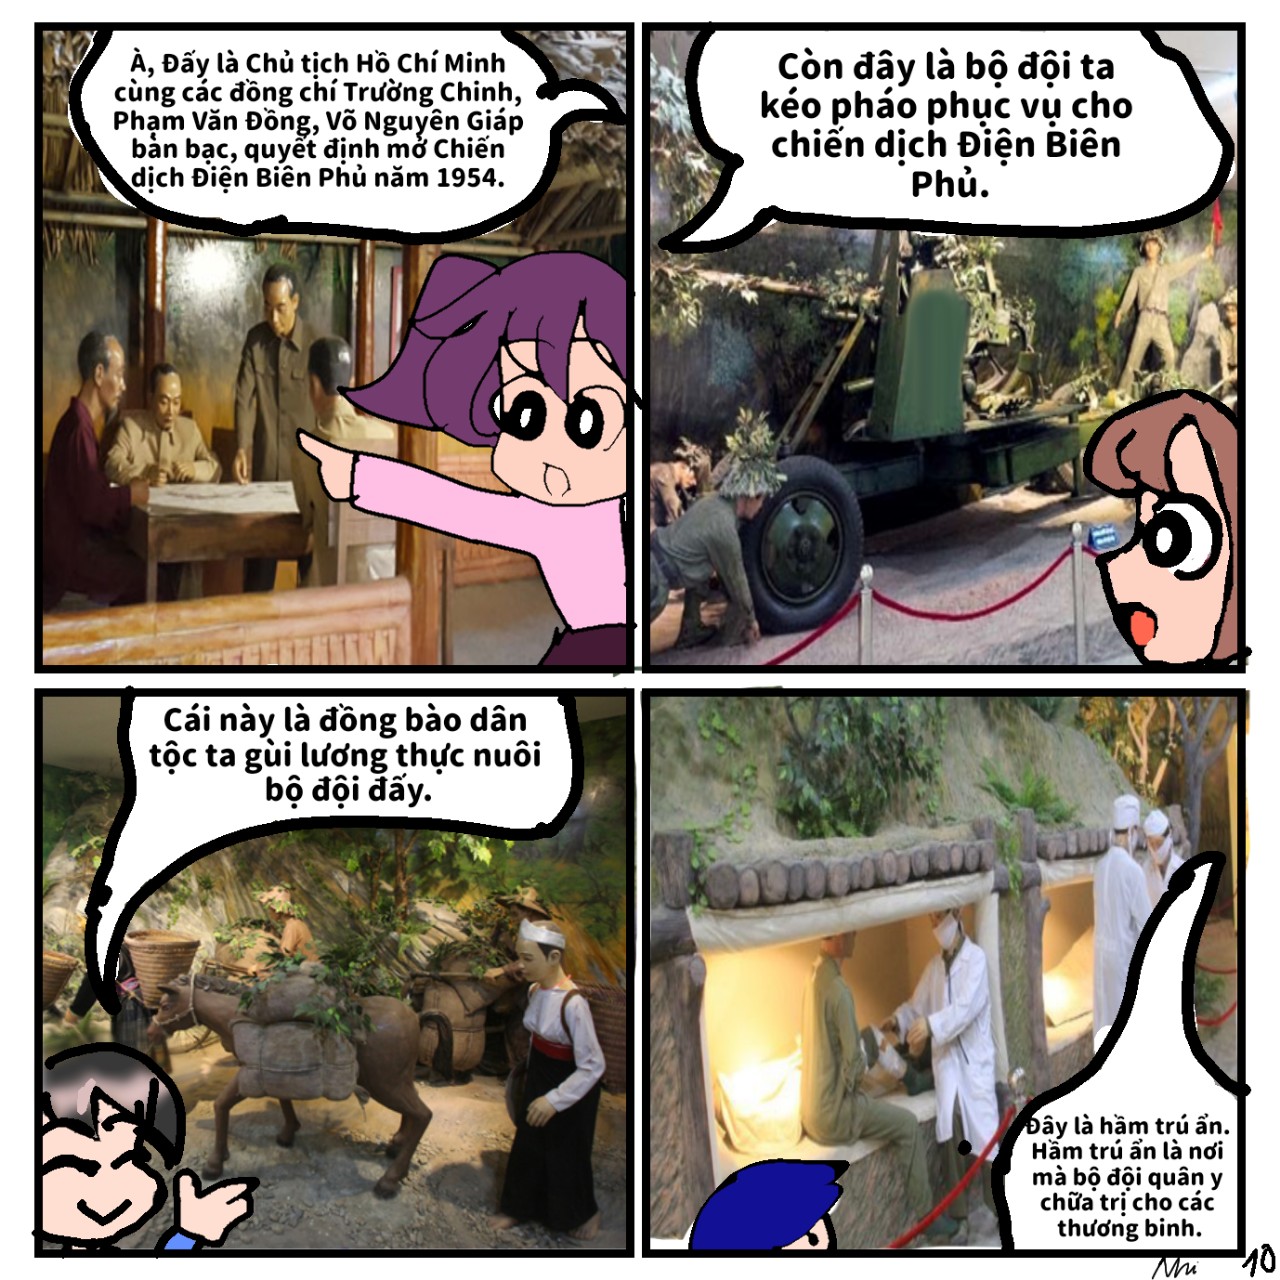 À, Đấy là Chủ tịch Hồ Chí Minh
cùng các đồng chí Trường Chinh,
Phạm Văn Đồng, Võ Nguyên Giáp
bàn bạc, quyết định mở Chiến
dịch Điện Biên Phủ năm 1954.
Còn đây là bộ đội ta
kéo pháo phục vụ cho
chiến dịch Điện Biên
Phủ.
Cái này là đồng bào dân
tộc ta gùi lương thực nuôi
bộ đội đấy.
Đây là hầm trú ẩn.
Hầm trú ẩn là nơi
mà bộ đội quân y
chữa trị cho các
thương binh.
Nhi 10